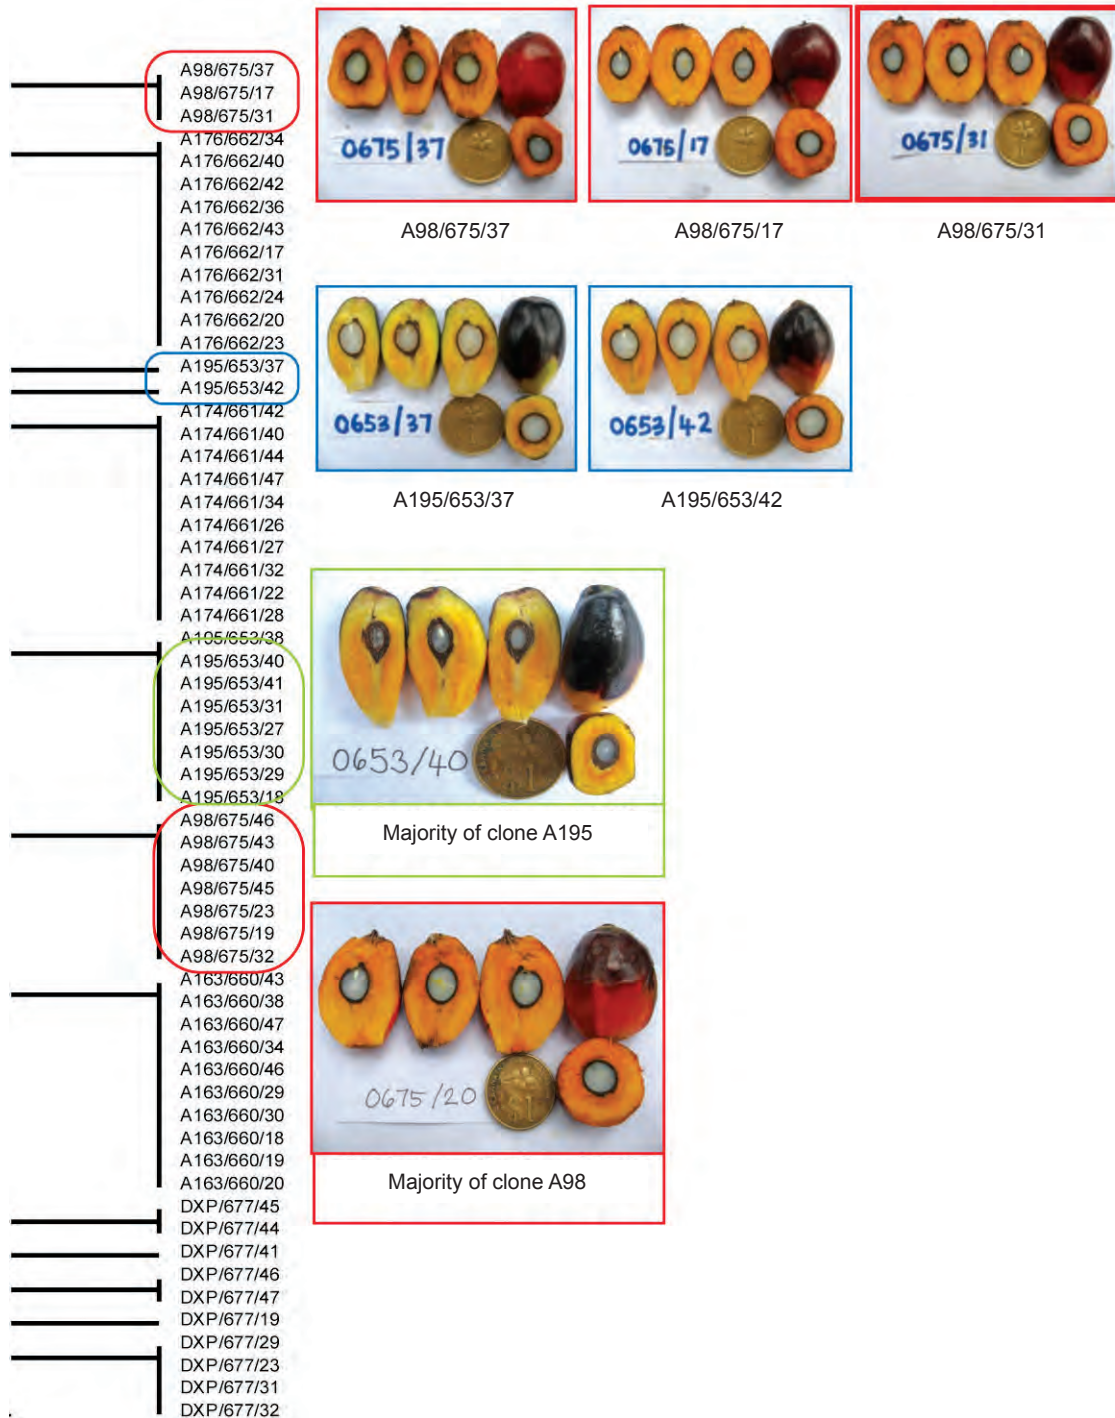 A98/675/37
A98/675/17
A98/675/31
A176/662/34
A176/662/40
A176/662/42
A176/662/36
A176/662/43
A176/662/17
A176/662/31
A176/662/24
A176/662/20
A176/662/23
A195/653/37
A195/653/42
A174/661/42
A174/661/40
A174/661/44
A174/661/47
A174/661/34
A174/661/26
A174/661/27
A174/661/32
A174/661/22
A174/661/28
A195/653/38
A195/653/40
A195/653/41
A195/653/31
A195/653/27
A195/653/30
A195/653/29
A195/653/18
A98/675/46
A98/675/43
A98/675/40
A98/675/45
A98/675/23
A98/675/19
A98/675/32
A163/660/43
A163/660/38
A163/660/47
A163/660/34
A163/660/46
A163/660/29
A163/660/30
A163/660/18
A163/660/19
A163/660/20
DXP/677/45
DXP/677/44
DXP/677/41
DXP/677/46
DXP/677/47
DXP/677/19
DXP/677/29
DXP/677/23
DXP/677/31
DXP/677/32
0675/37
A98/675/37
0675/17
A98/675/17
0675/31
A98/675/31
0653/37
1
A195/653/37
0653/42
1
A195/653/42
0653/40
$1
Majority of clone A195
0675/20
$1
Majority of clone A98